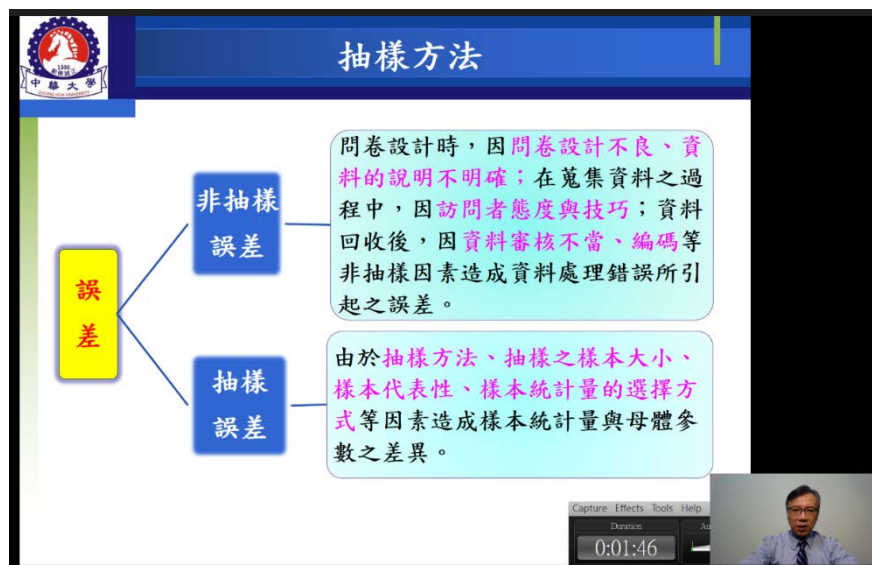 抽樣方法
1990
中華大學
CHUNG HUA UNIVERSITY
非抽樣
誤差
問卷設計時，因問卷設計不良、資
料的說明不明確；在蒐集資料之過
程中，因訪問者態度與技巧；資料
回收後，因資料審核不當、編碼等
非抽樣因素造成資料處理錯誤所引
起之誤差。
誤
差
抽樣
誤差
由於抽樣方法、抽樣之樣本大小、
樣本代表性、樣本統計量的選擇方
式等因素造成樣本統計量與母體參
數之差異。
Capture Effects Tools Help
Duration
0:01:46